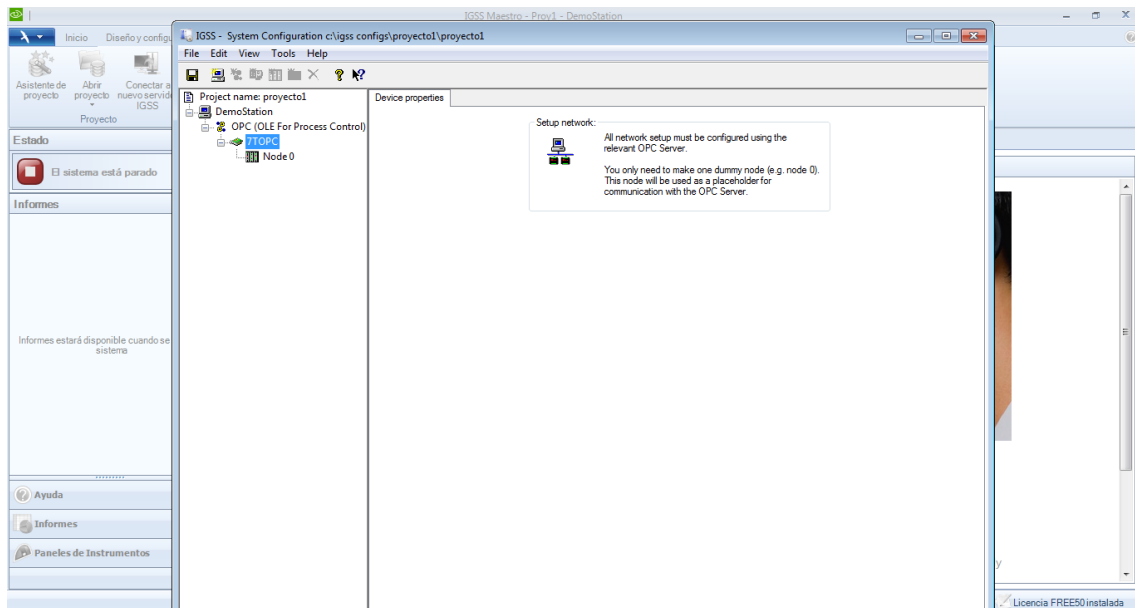 IGSS Maestro - Proy1 - DemoStation
Inicio
Diseño y configu
Asistente de proyecto
Abrir proyecto
Conectar a nuevo servid IGSS
Proyecto
Estado
El sistema está parado
Informes
Informes estará disponible cuando se
sistema
Ayuda
Informes
Paneles de Instrumentos
IGSS - System Configuration c:\igss configs\proyecto1\proyecto1
File Edit View Tools Help
Project name: proyecto1
DemoStation
OPC (OLE For Process Control)
7TOPC
Node 0
Device properties
Setup network:
All network setup must be configured using the
relevant OPC Server.
You only need to make one dummy node (e.g. node 0).
This node will be used as a placeholder for
communication with the OPC Server.
y
Licencia FREE50 instalada